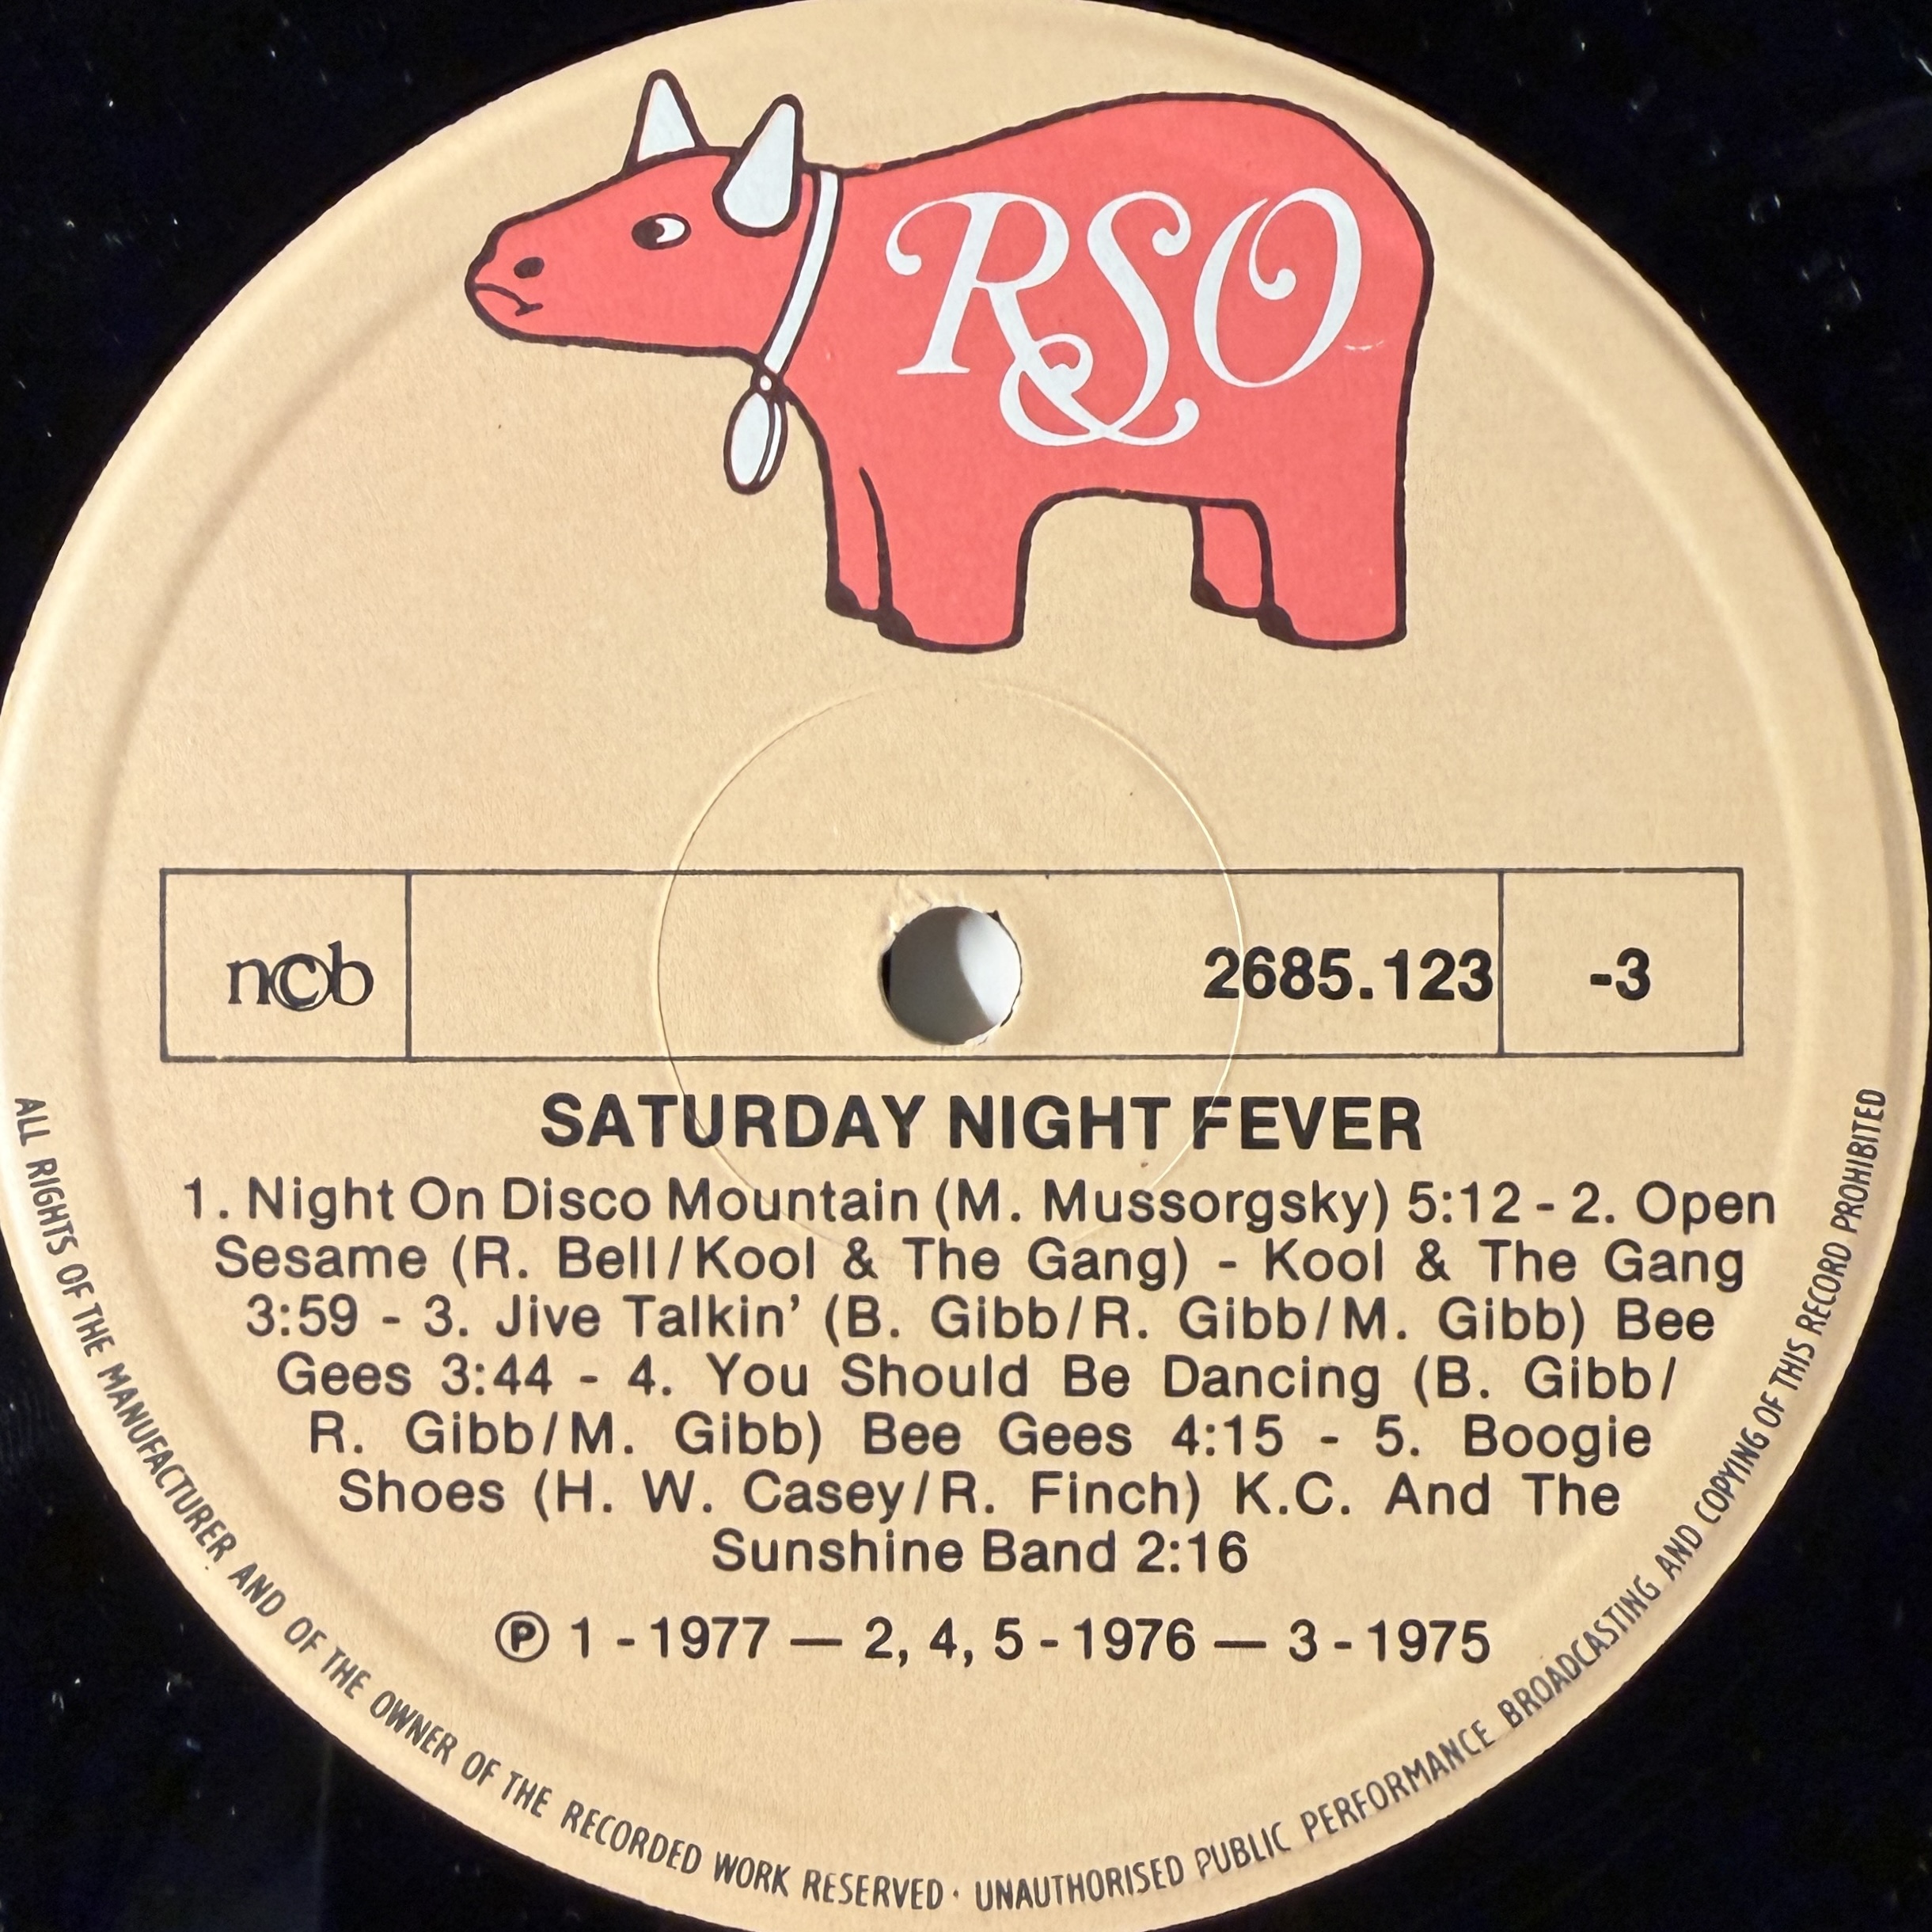 RSO
ncb
2685.123
-3
SATURDAY NIGHT FEVER
1. Night On Disco Mountain (M. Mussorgsky) 5:12 - 2. Open
Sesame (R. Bell/Kool & The Gang) - Kool & The Gang
3:59 - 3. Jive Talkin’ (B. Gibb/R. Gibb/M. Gibb) Bee
Gees 3:44 - 4. You Should Be Dancing (B. Gibb/
R. Gibb/M. Gibb) Bee Gees 4:15 - 5. Boogie
Shoes (H. W. Casey/R. Finch) K.C. And The
Sunshine Band 2:16
℗ 1 - 1977 — 2, 4, 5 - 1976 — 3 - 1975
ALL RIGHTS OF THE MANUFACTURER AND OF THE OWNER OF THE RECORDED WORK RESERVED · UNAUTHORISED PUBLIC PERFORMANCE BROADCASTING AND COPYING OF THIS RECORD PROHIBITED